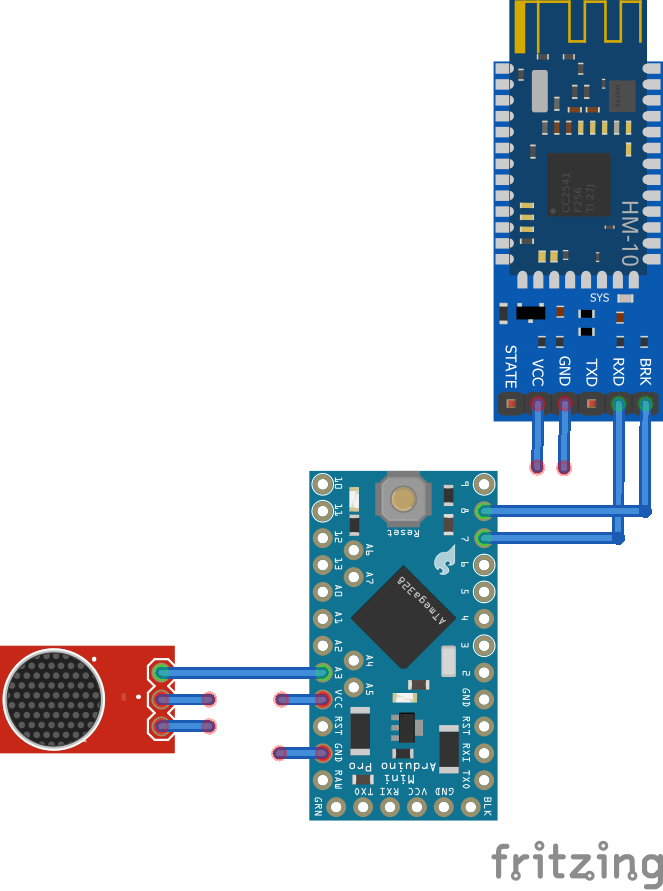 CC2541
F256
TI 27J
HM-10
SYS
STATE
VCC
GND
TXD
RXD
BRK
10
11
12
13
A0
A1
A2
A3
VCC
RST
GND
RAW
A6
A7
Reset
ATmega328
A4
A5
9
8
7
6
5
4
3
2
GND
RST
RXI
TXO
Arduino
Pro
Mini
GRN
TXO
RXI
VCC
GND
BLK
fritzing